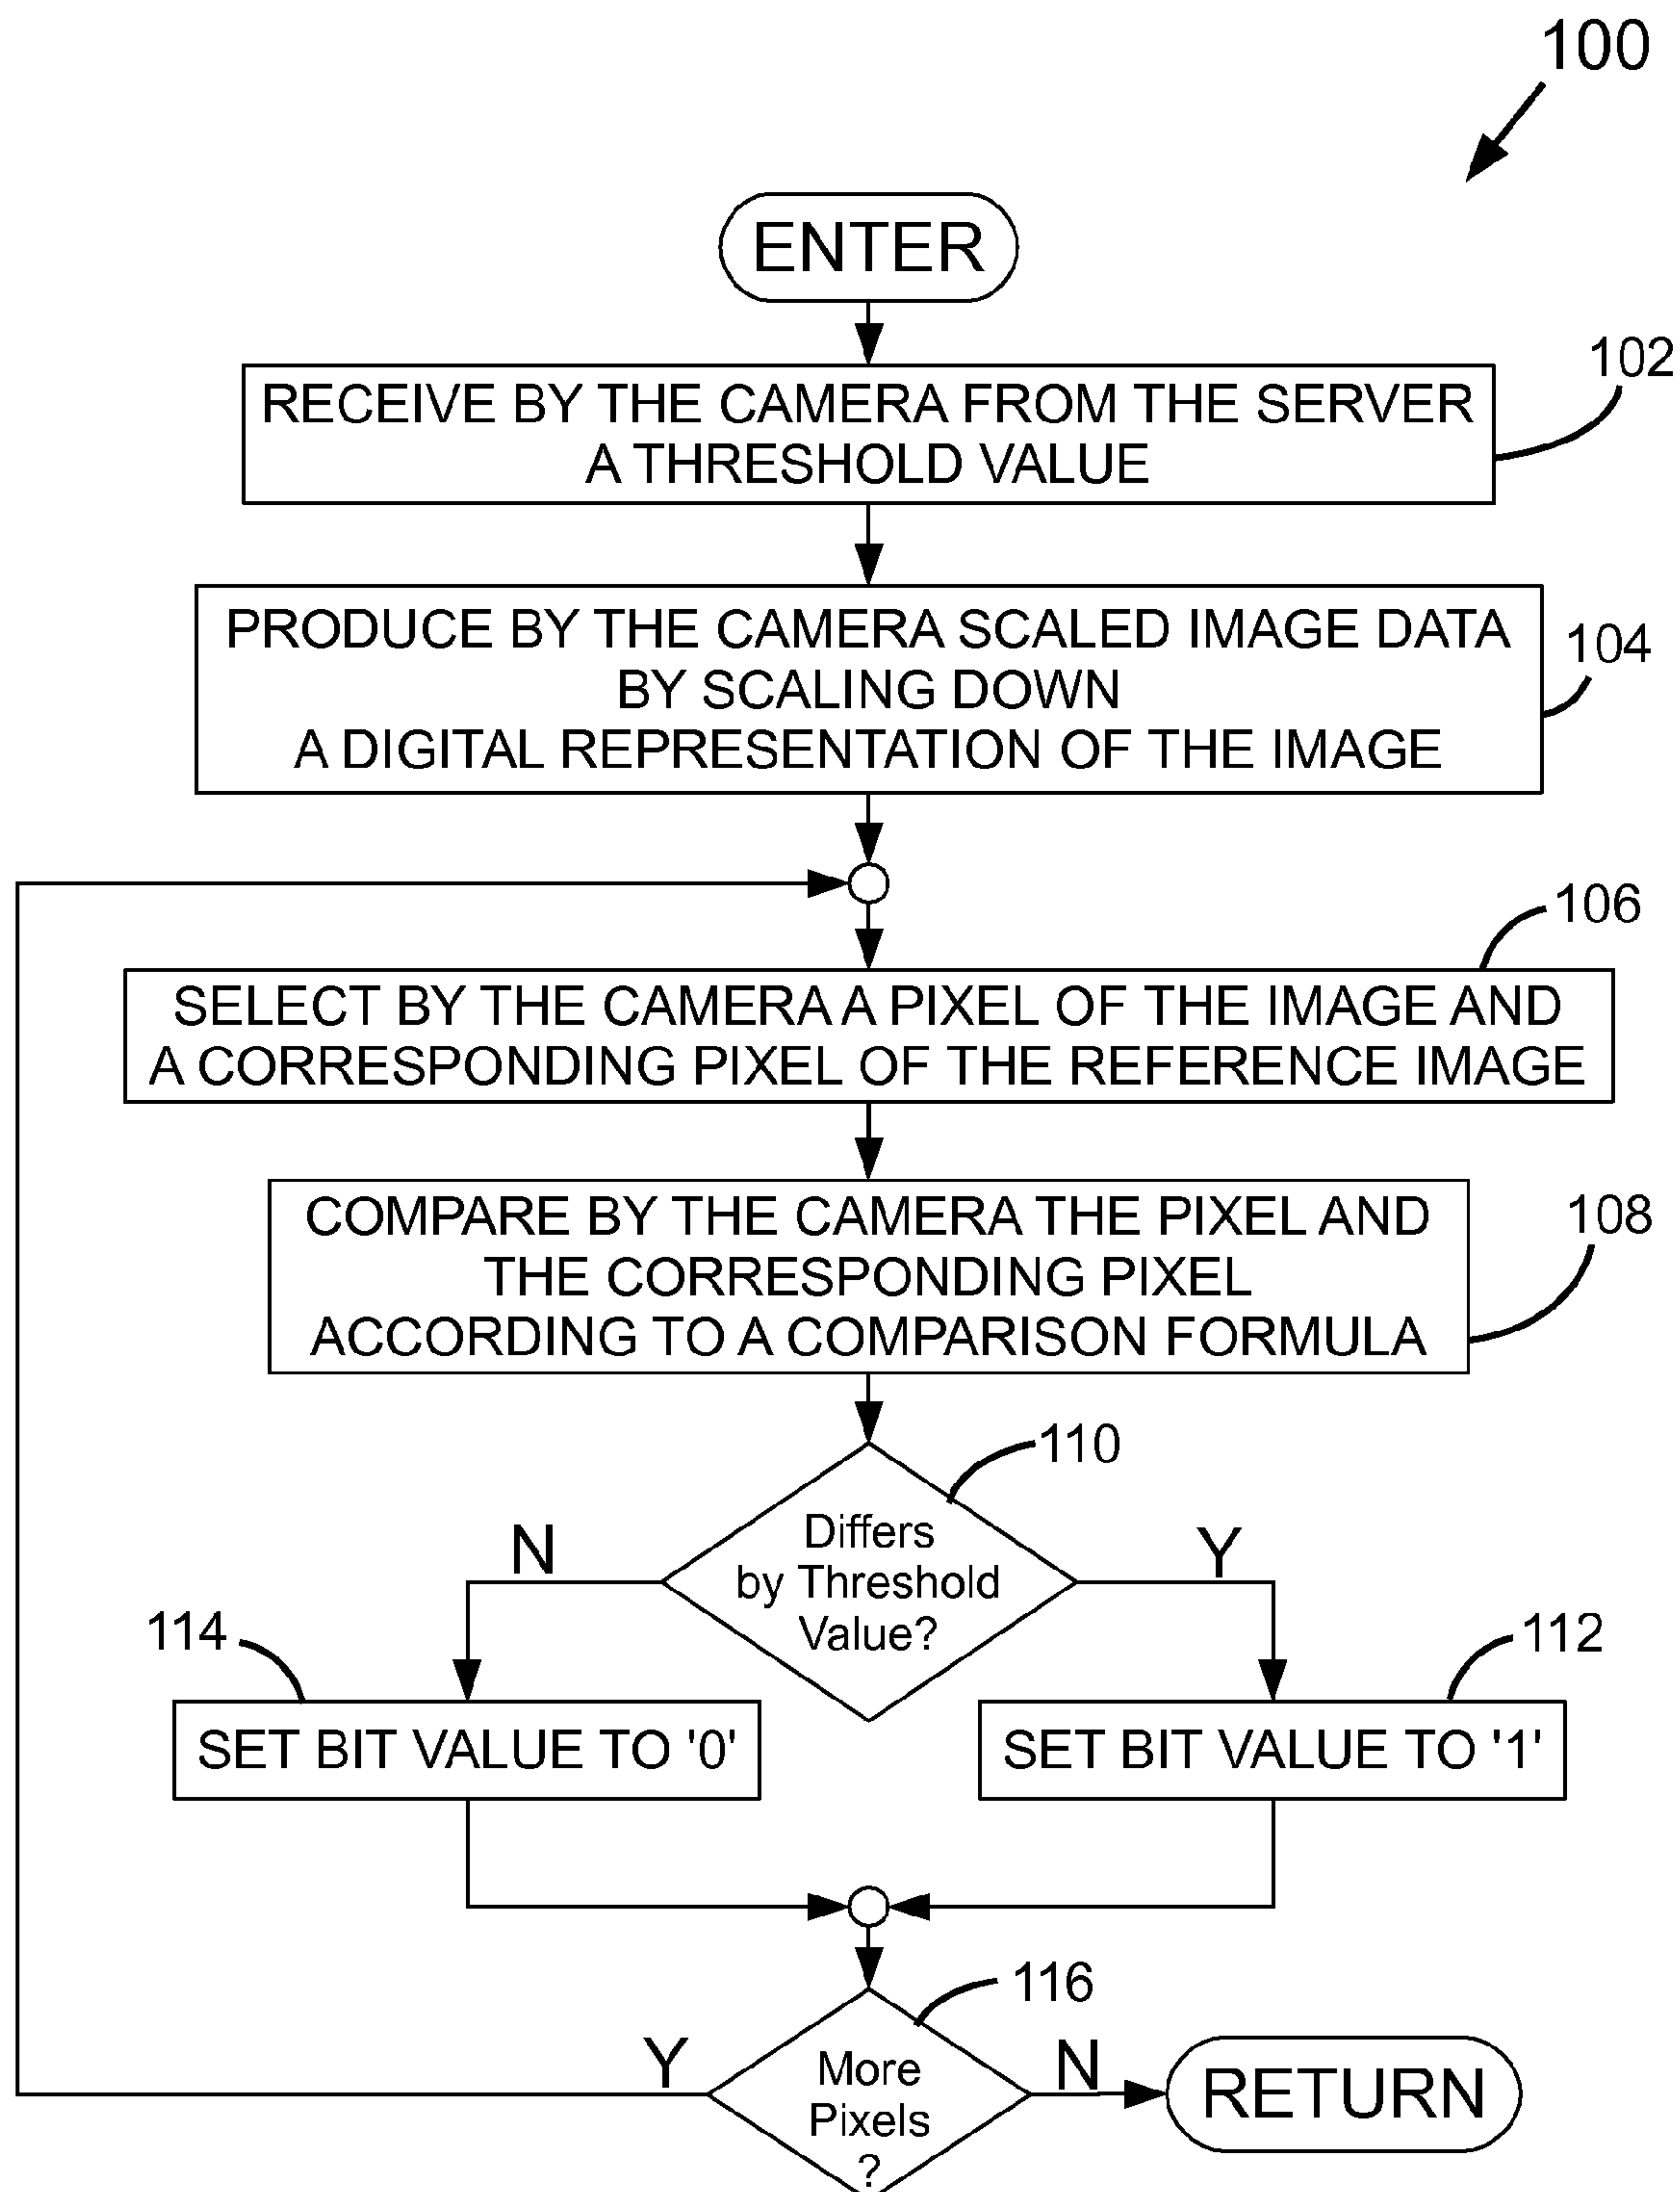 100
ENTER
102
RECEIVE BY THE CAMERA FROM THE SERVER
A THRESHOLD VALUE
104
PRODUCE BY THE CAMERA SCALED IMAGE DATA
BY SCALING DOWN
A DIGITAL REPRESENTATION OF THE IMAGE
106
SELECT BY THE CAMERA A PIXEL OF THE IMAGE AND
A CORRESPONDING PIXEL OF THE REFERENCE IMAGE
108
COMPARE BY THE CAMERA THE PIXEL AND
THE CORRESPONDING PIXEL
ACCORDING TO A COMPARISON FORMULA
110
Differs
by Threshold
Value?
N
Y
114
112
SET BIT VALUE TO '0'
SET BIT VALUE TO '1'
116
More
Pixels
?
Y
N
RETURN